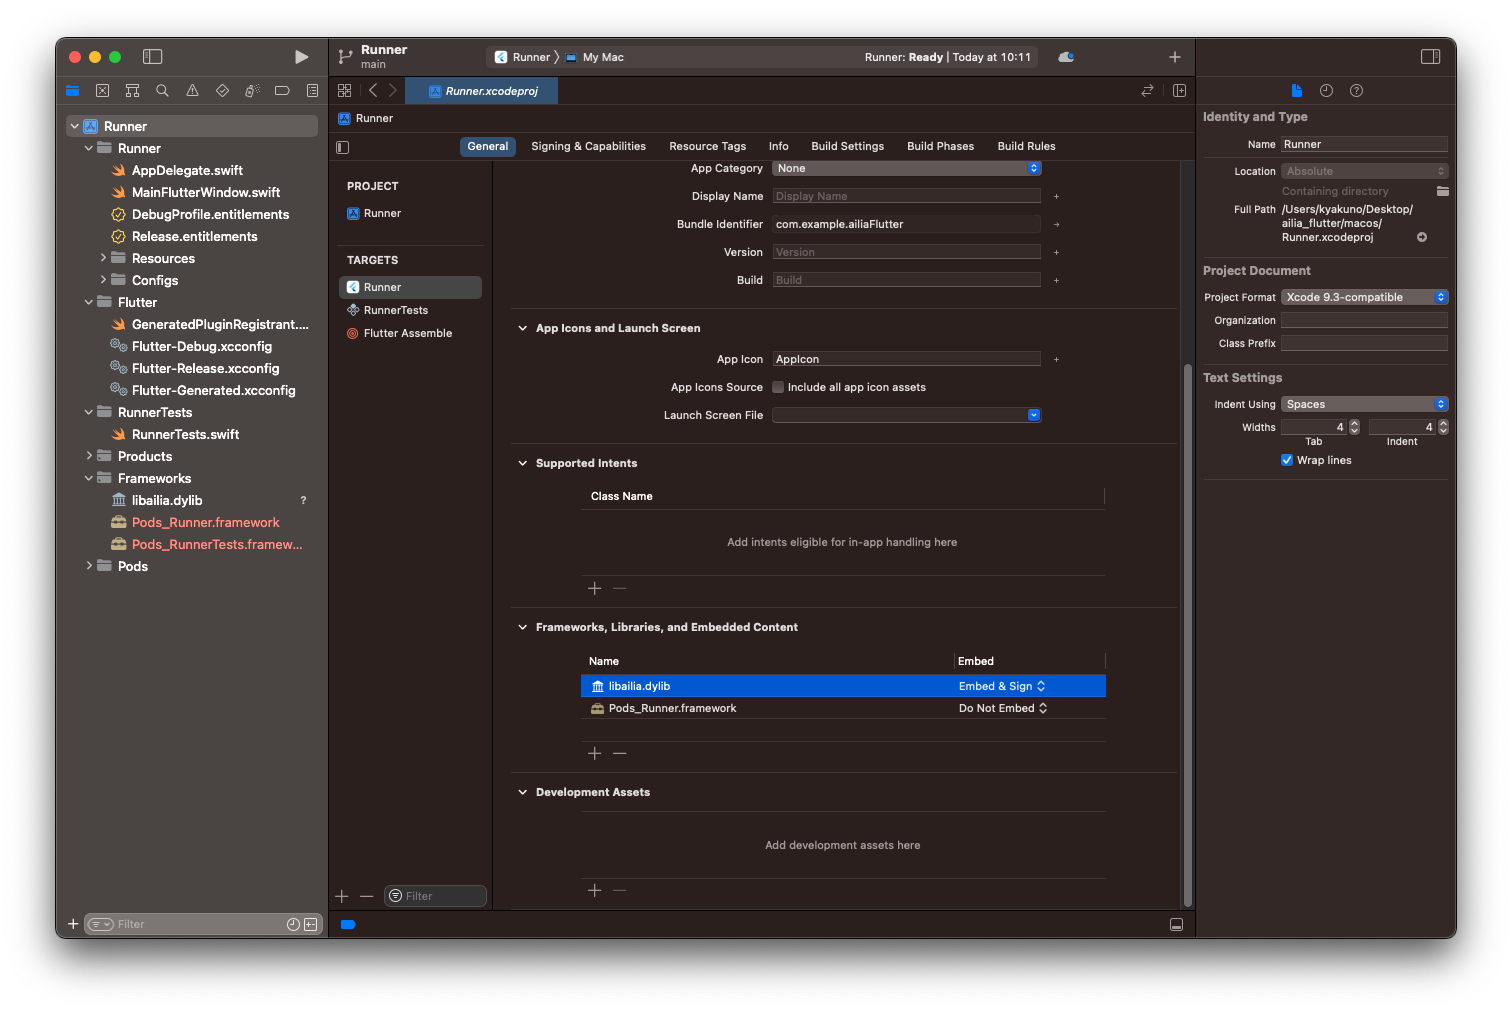 Runner
main
Runner
My Mac
Runner: Ready | Today at 10:11
Runner.xcodeproj
Runner
Runner
Runner
AppDelegate.swift
MainFlutterWindow.swift
DebugProfile.entitlements
Release.entitlements
Resources
Configs
Flutter
GeneratedPluginRegistrant....
Flutter-Debug.xcconfig
Flutter-Release.xcconfig
Flutter-Generated.xcconfig
RunnerTests
RunnerTests.swift
Products
Frameworks
libailia.dylib ?
Pods_Runner.framework
Pods_RunnerTests.framew...
Pods
Filter
General Signing & Capabilities Resource Tags Info Build Settings Build Phases Build Rules
PROJECT
Runner
TARGETS
Runner
RunnerTests
Flutter Assemble
Filter
App Category None
Display Name Display Name
Bundle Identifier com.example.ailiaFlutter
Version Version
Build Build
App Icons and Launch Screen
App Icon AppIcon
App Icons Source Include all app icon assets
Launch Screen File
Supported Intents
Class Name
Add intents eligible for in-app handling here
Frameworks, Libraries, and Embedded Content
Name Embed
libailia.dylib Embed & Sign
Pods_Runner.framework Do Not Embed
Development Assets
Add development assets here
Identity and Type
Name Runner
Location Absolute
Containing directory
Full Path /Users/kyakuno/Desktop/
ailia_flutter/macos/
Runner.xcodeproj
Project Document
Project Format Xcode 9.3-compatible
Organization
Class Prefix
Text Settings
Indent Using Spaces
Widths 4 4
Tab Indent
Wrap lines